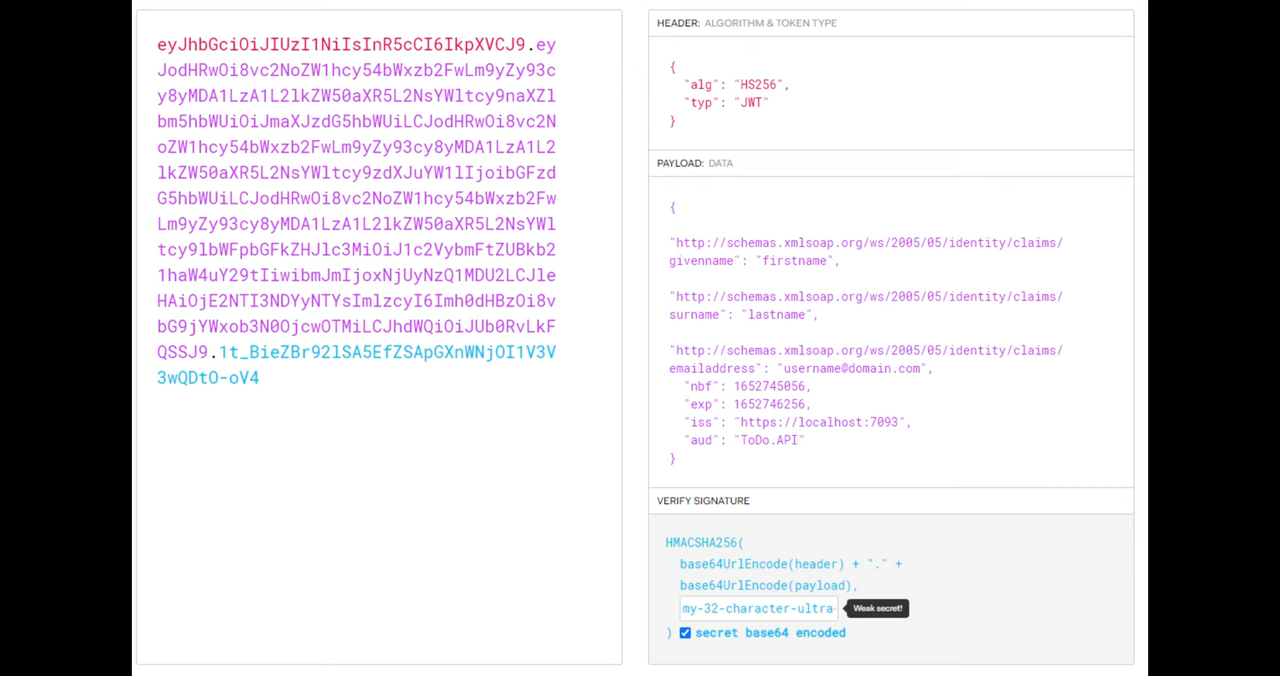 eyJhbGciOiJIUzI1NiIsInR5cCI6IkpXVCJ9.ey
JodHRwOi8vc2NoZW1hcy54bWxzb2FwLm9yZy93c
y8yMDA1LzA1L2lkZW50aXR5L2NsYWltcy9naXZl
bm5hbWUiOiJmaXJzdG5hbWUiLCJodHRwOi8vc2N
oZW1hcy54bWxzb2FwLm9yZy93cy8yMDA1LzA1L2
lkZW50aXR5L2NsYWltcy9zdXJuYW1lIjoibGFzd
G5hbWUiLCJodHRwOi8vc2NoZW1hcy54bWxzb2Fw
Lm9yZy93cy8yMDA1LzA1L2lkZW50aXR5L2NsYWl
tcy9lbWFpbGFkZHJlc3MiOiJ1c2VybmFtZUBkb2
1haW4uY29tIiwibmJmIjoxNjUyNzQ1MDU2LCJle
HAiOjE2NTI3NDYyNTYsImlzcyI6Imh0dHBzOi8v
bG9jYWxob3N0OjcwOTMiLCJhdWQiOiJUb0RvLkF
QSSJ9.1t_BieZBr92lSA5EfZSApGXnWNjOI1V3V
3wQDtO-oV4
HEADER: ALGORITHM & TOKEN TYPE
{
"alg": "HS256",
"typ": "JWT"
}
PAYLOAD: DATA
{
"http://schemas.xmlsoap.org/ws/2005/05/identity/claims/
givenname": "firstname",
"http://schemas.xmlsoap.org/ws/2005/05/identity/claims/
surname": "lastname",
"http://schemas.xmlsoap.org/ws/2005/05/identity/claims/
emailaddress": "username@domain.com",
"nbf": 1652745056,
"exp": 1652746256,
"iss": "https://localhost:7093",
"aud": "ToDo.API"
}
VERIFY SIGNATURE
HMACSHA256(
base64UrlEncode(header) + "." +
base64UrlEncode(payload),
my-32-character-ultra- Weak secret!
) secret base64 encoded